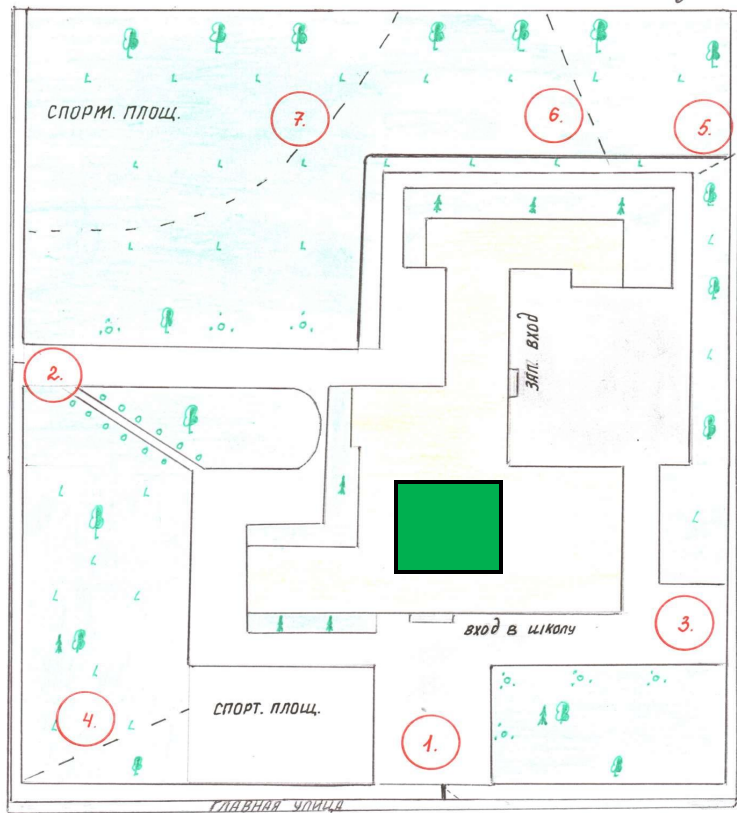 СПОРТ. ПЛОЩ.
7.
6.
5.
ЗАП. ВХОД
2.
ВХОД В ШКОЛУ
3.
4.
СПОРТ. ПЛОЩ.
1.
ГЛАВНАЯ УЛИЦА